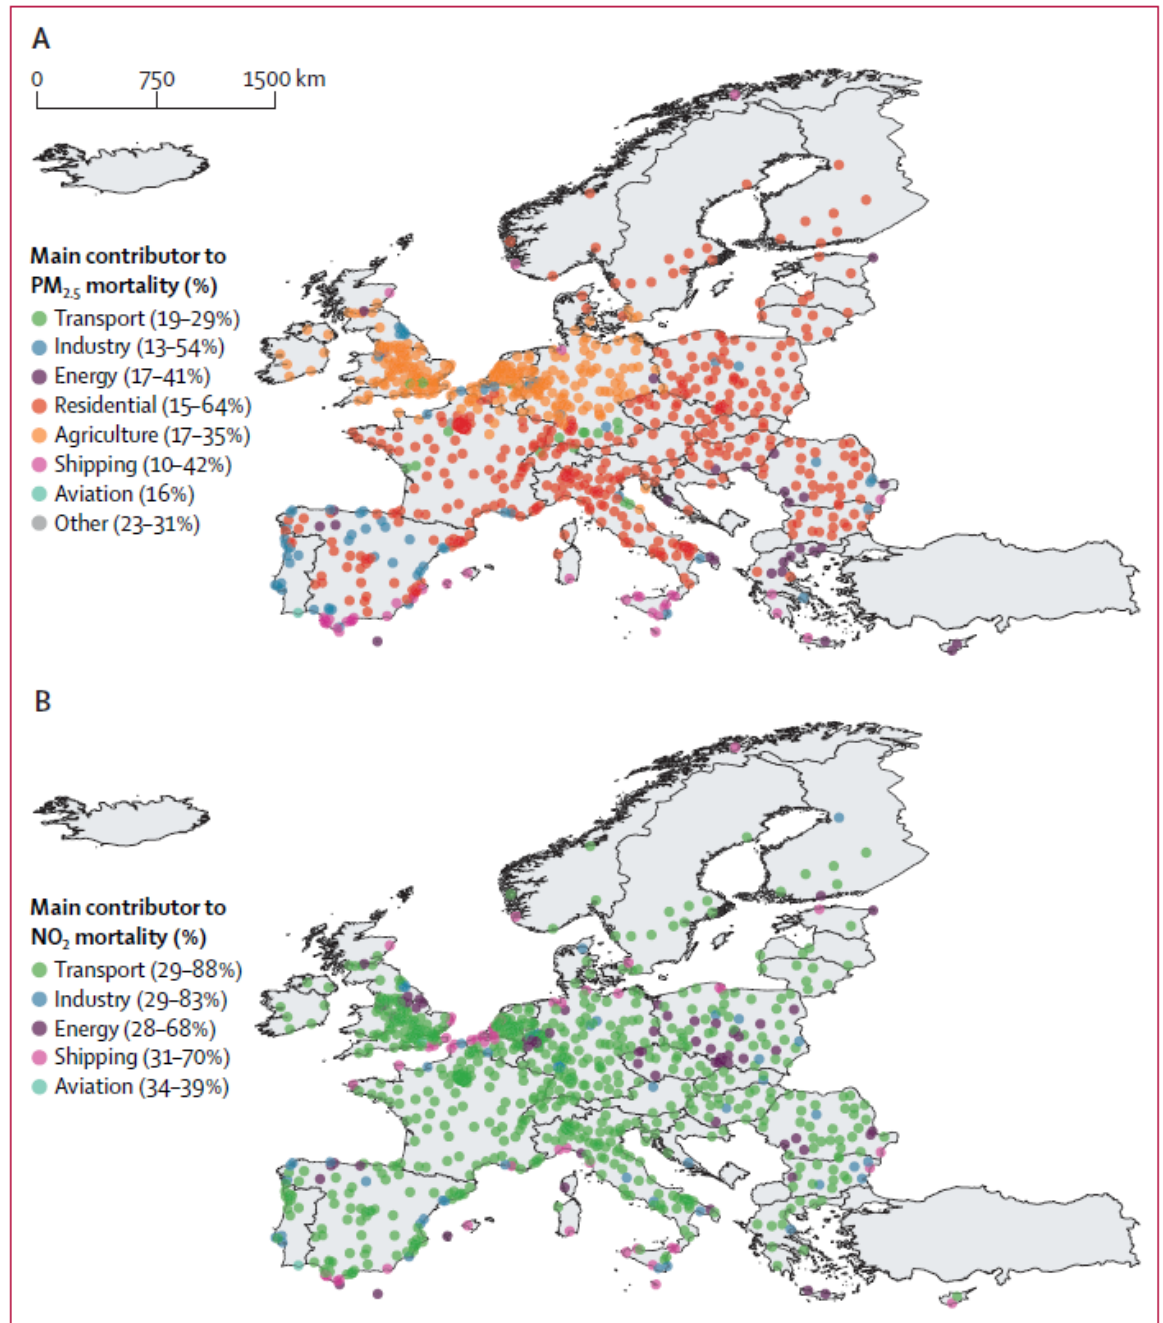 A
0 750 1500 km
Main contributor to
PM2.5 mortality (%)
Transport (19–29%)
Industry (13–54%)
Energy (17–41%)
Residential (15–64%)
Agriculture (17–35%)
Shipping (10–42%)
Aviation (16%)
Other (23–31%)
B
Main contributor to
NO2 mortality (%)
Transport (29–88%)
Industry (29–83%)
Energy (28–68%)
Shipping (31–70%)
Aviation (34–39%)